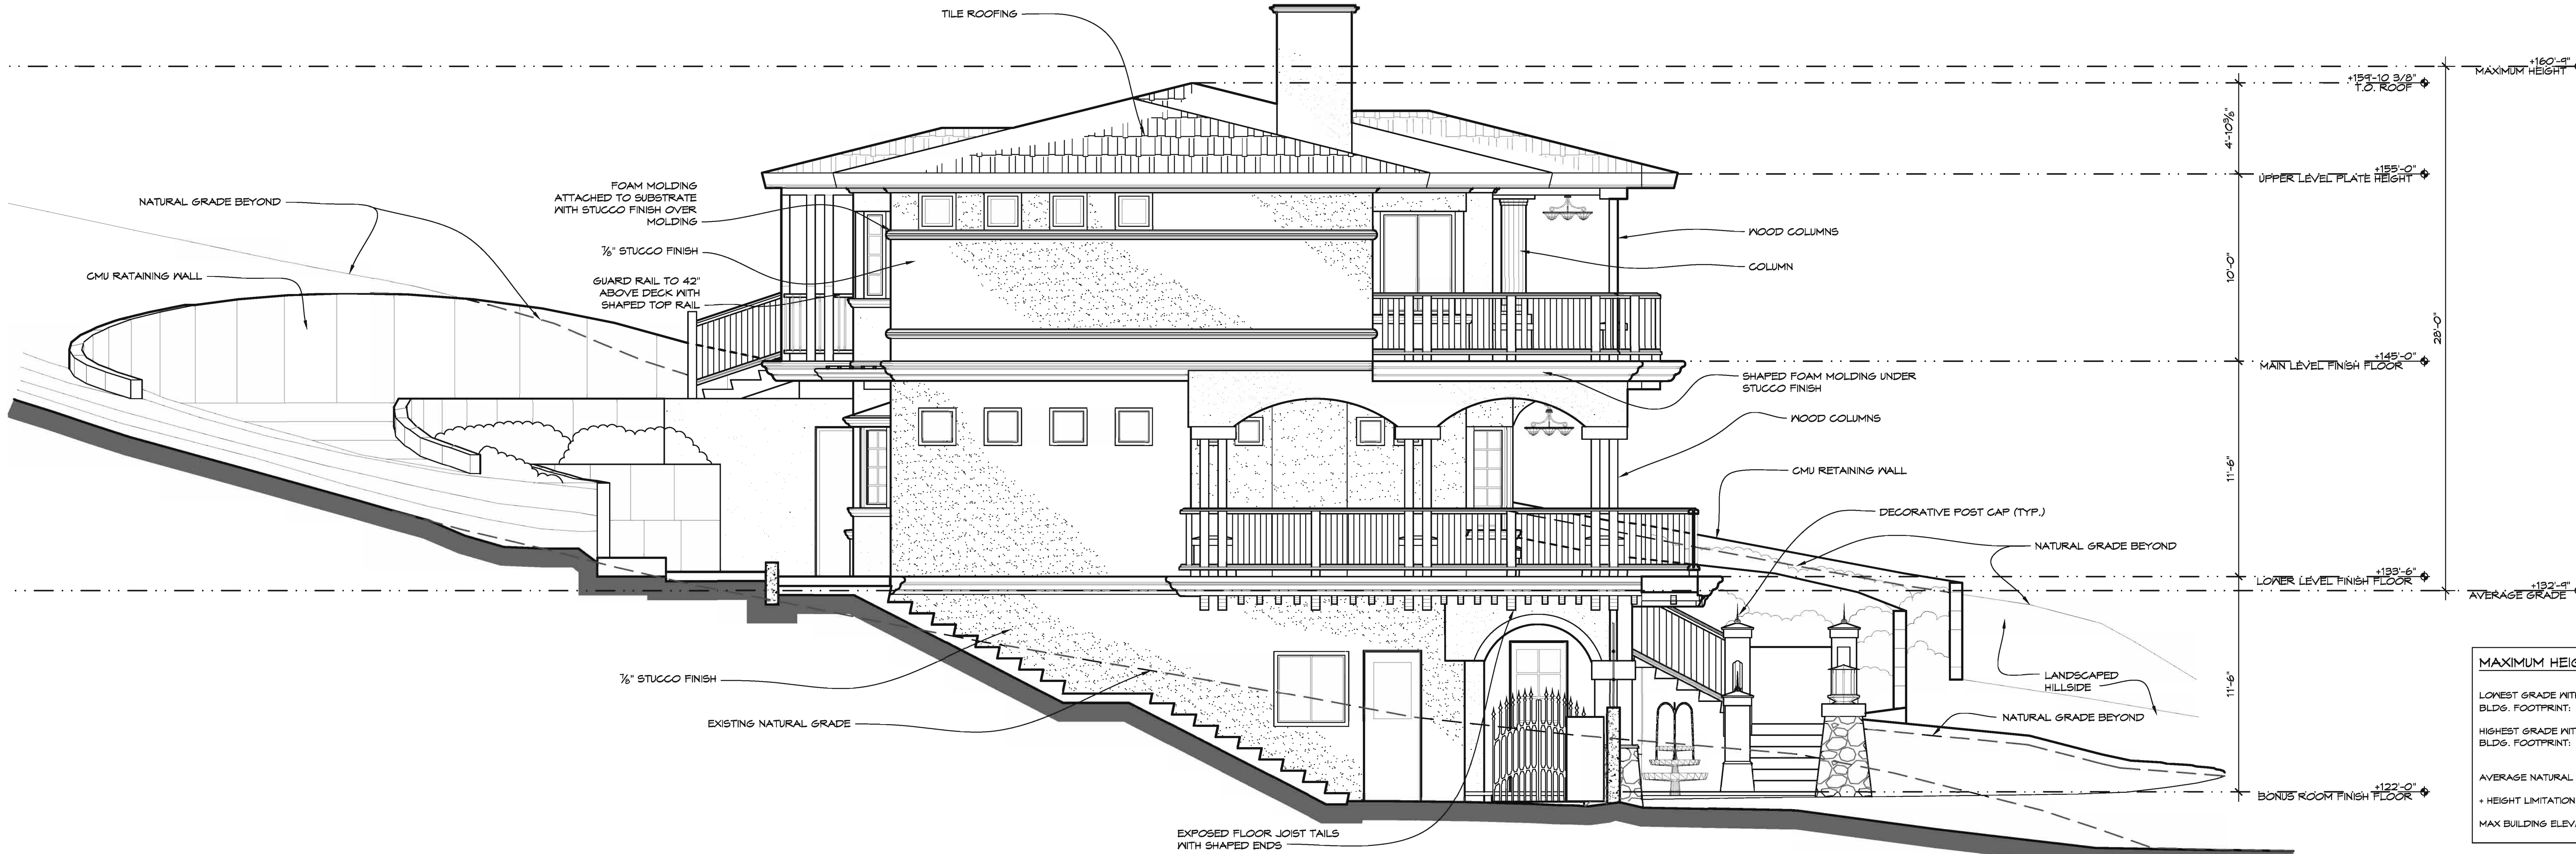 TILE ROOFING
+160'-9"
MAXIMUM HEIGHT
+159'-10 3/8"
T.O. ROOF
4'-10 3/8"
+155'-0"
UPPER LEVEL PLATE HEIGHT
FOAM MOLDING
ATTACHED TO SUBSTRATE
WITH STUCCO FINISH OVER
MOLDING
NATURAL GRADE BEYOND
7/8" STUCCO FINISH
CMU RATAINING WALL
GUARD RAIL TO 42"
ABOVE DECK WITH
SHAPED TOP RAIL
WOOD COLUMNS
COLUMN
10'-0"
28'-0"
+145'-0"
MAIN LEVEL FINISH FLOOR
SHAPED FOAM MOLDING UNDER
STUCCO FINISH
WOOD COLUMNS
CMU RETAINING WALL
11'-6"
DECORATIVE POST CAP (TYP.)
NATURAL GRADE BEYOND
+133'-6"
LOWER LEVEL FINISH FLOOR
+132'-9"
AVERAGE GRADE
7/8" STUCCO FINISH
EXISTING NATURAL GRADE
LANDSCAPED
HILLSIDE
NATURAL GRADE BEYOND
11'-6"
+122'-0"
BONUS ROOM FINISH FLOOR
EXPOSED FLOOR JOIST TAILS
WITH SHAPED ENDS
MAXIMUM HEIG
LOWEST GRADE WIT
BLDG. FOOTPRINT:
HIGHEST GRADE WIT
BLDG. FOOTPRINT:
AVERAGE NATURAL
+ HEIGHT LIMITATION
MAX BUILDING ELEV